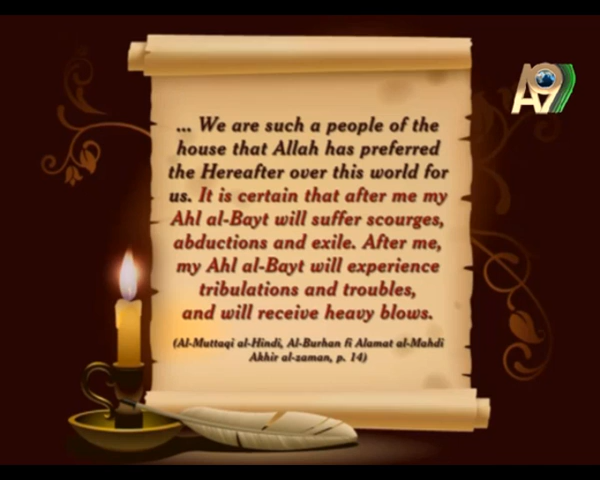 A9
... We are such a people of the
house that Allah has preferred
the Hereafter over this world for
us. It is certain that after me my
Ahl al-Bayt will suffer scourges,
abductions and exile. After me,
my Ahl al-Bayt will experience
tribulations and troubles,
and will receive heavy blows.
(Al-Muttaqi al-Hindi, Al-Burhan fi Alamat al-Mahdi
Akhir al-zaman, p. 14)